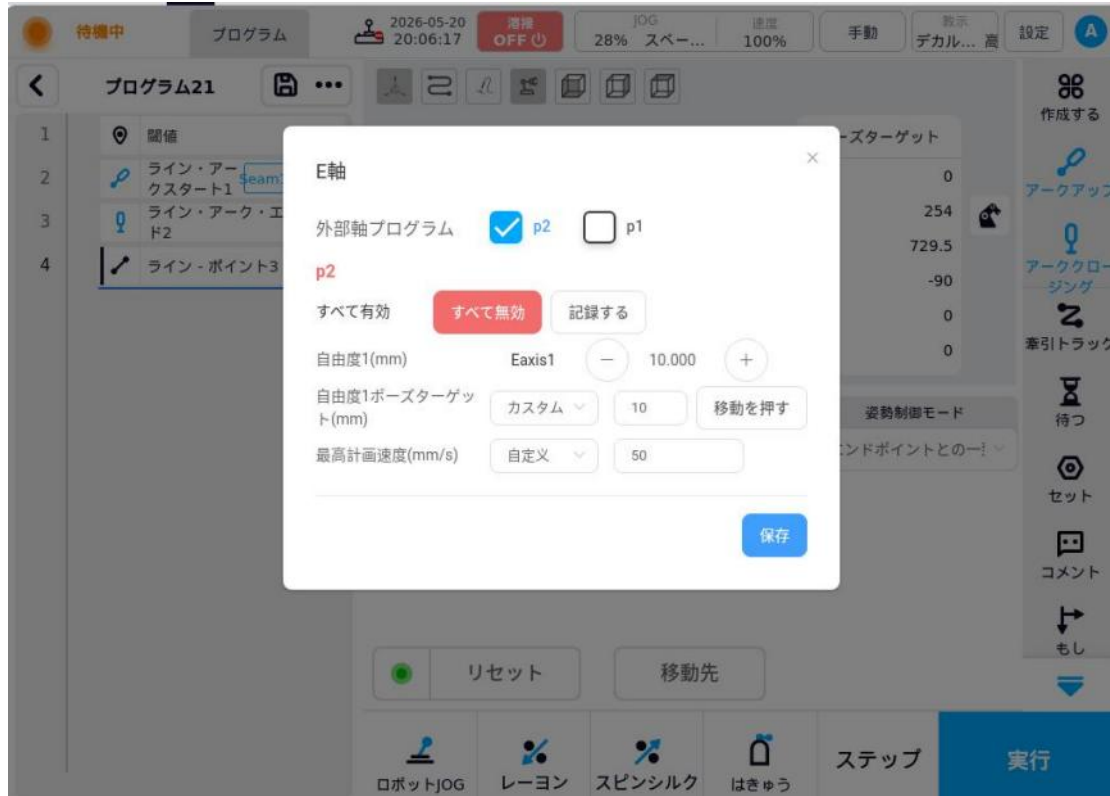 待機中
プログラム
2026-05-20
20:06:17
溶接
OFF
JOG
28% スペー...
速度
100%
手動
教示
デカル... 高
設定
A
プログラム21
作成する
1 閾値
2 ライン・アー
クスタート1
Seam1
3 ライン・アーク・エ
ド2
4 ライン - ポイント3
ーズターゲット
0
254
729.5
-90
0
0
アークアップ
アーククロー
ジング
牽引トラック
待つ
セット
コメント
もし
E軸
外部軸プログラム p2 p1
p2
すべて有効 すべて無効 記録する
自由度1(mm) Eaxis1 10.000
自由度1ポーズターゲッ
ト(mm)
カスタム 10 移動を押す
最高計画速度(mm/s) 自定义 50
保存
姿勢制御モード
ンドポイントとの一
リセット 移動先
ロボットJOG レーヨン スピンシルク はきゅう ステップ 実行